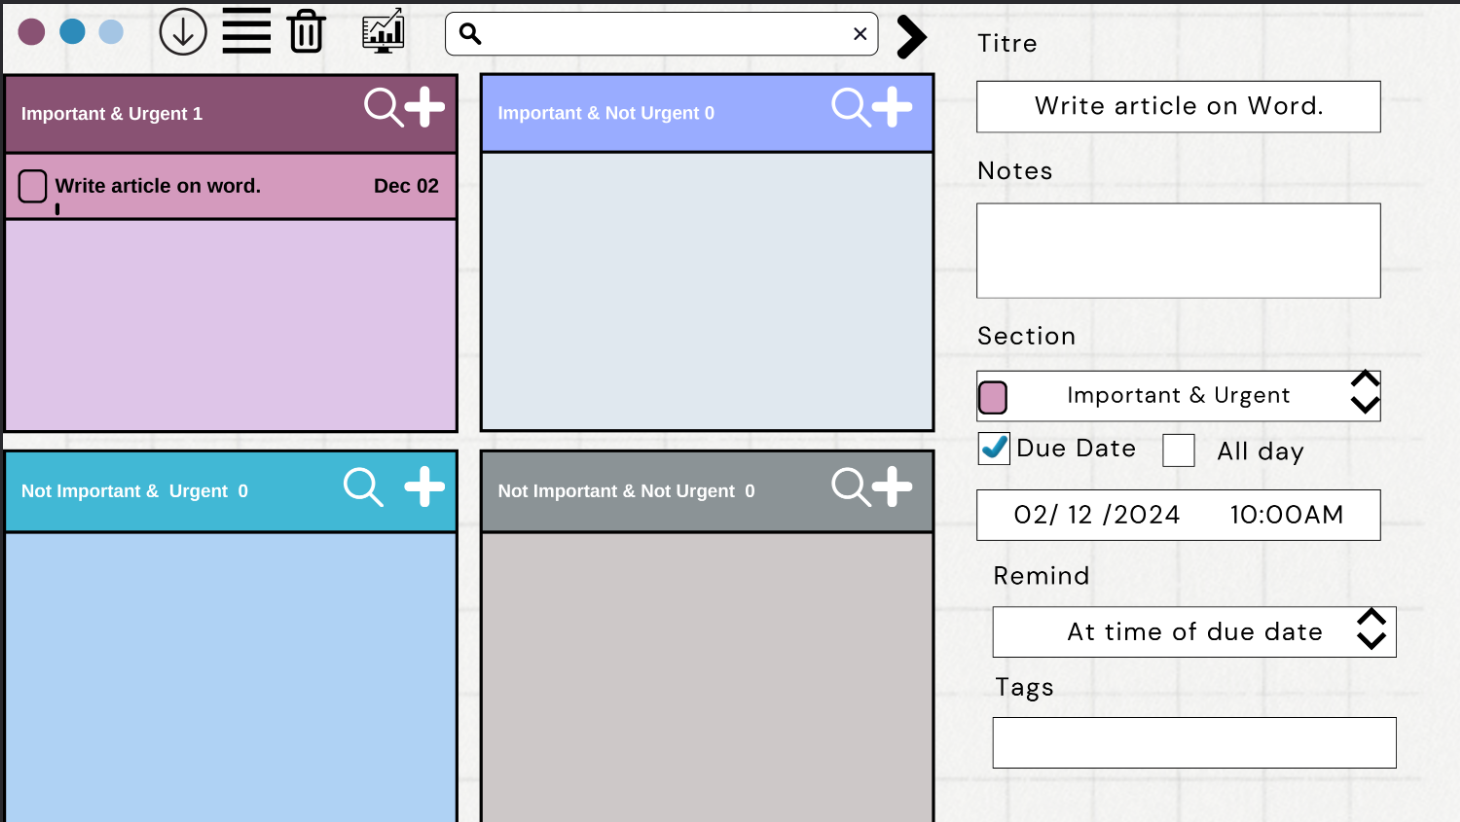 Important & Urgent 1
Write article on word.
Dec 02
Important & Not Urgent 0
Not Important & Urgent 0
Not Important & Not Urgent 0
Titre
Write article on Word.
Notes
Section
Important & Urgent
Due Date
All day
02/ 12 /2024 10:00AM
Remind
At time of due date
Tags